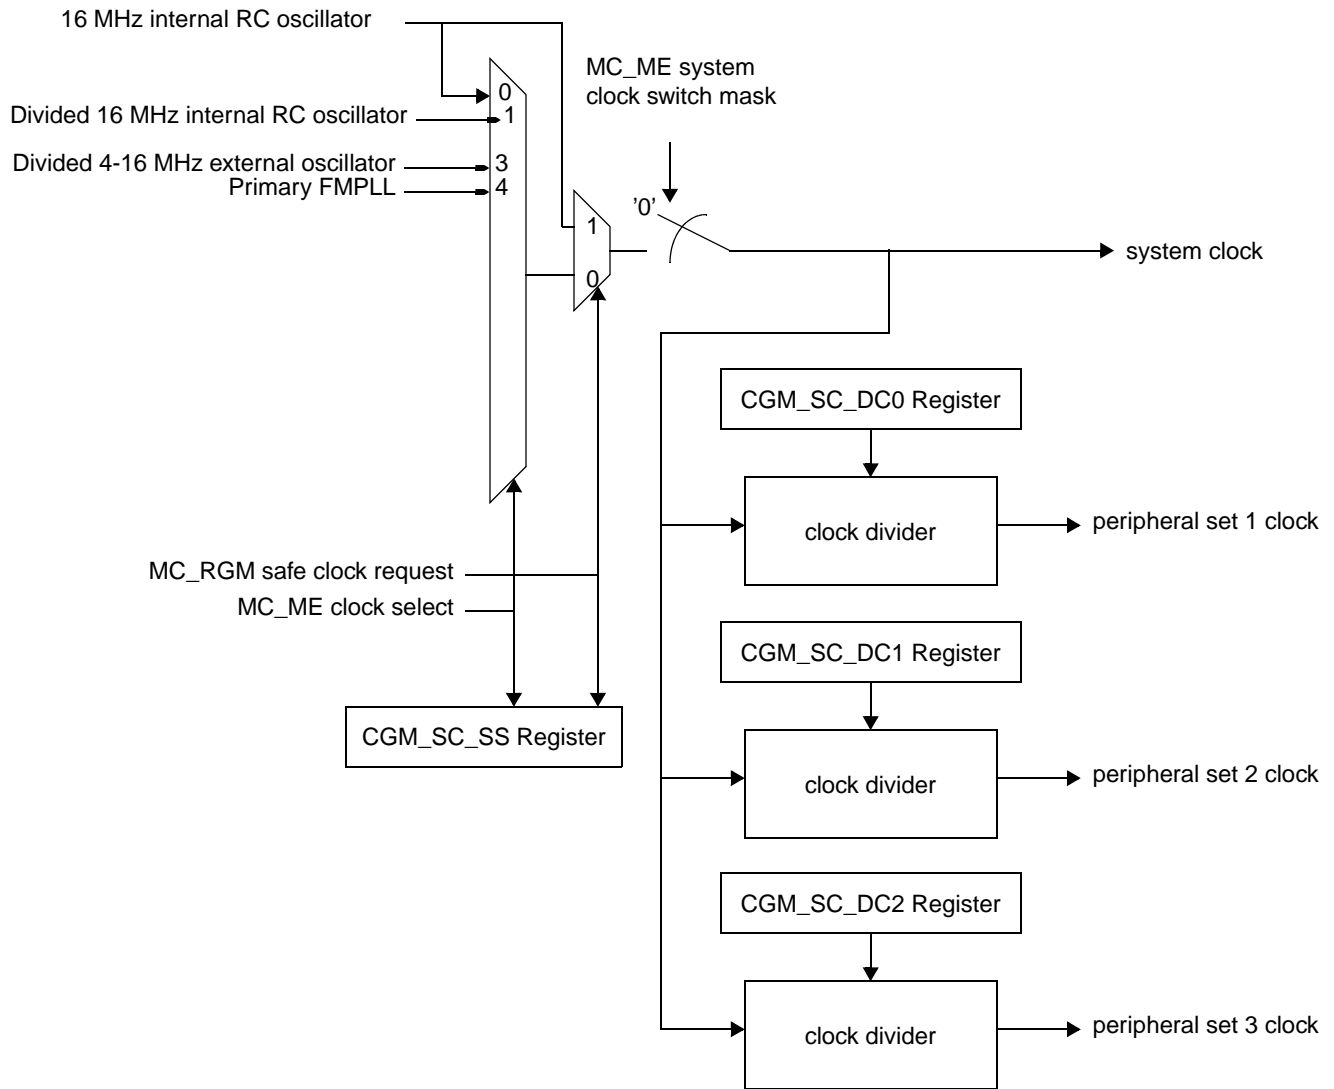 16 MHz internal RC oscillator
MC_ME system
clock switch mask
0
Divided 16 MHz internal RC oscillator
1
Divided 4-16 MHz external oscillator
3
Primary FMPLL
4
'0'
1
system clock
0
CGM_SC_DC0 Register
clock divider
peripheral set 1 clock
MC_RGM safe clock request
MC_ME clock select
CGM_SC_DC1 Register
CGM_SC_SS Register
clock divider
peripheral set 2 clock
CGM_SC_DC2 Register
clock divider
peripheral set 3 clock